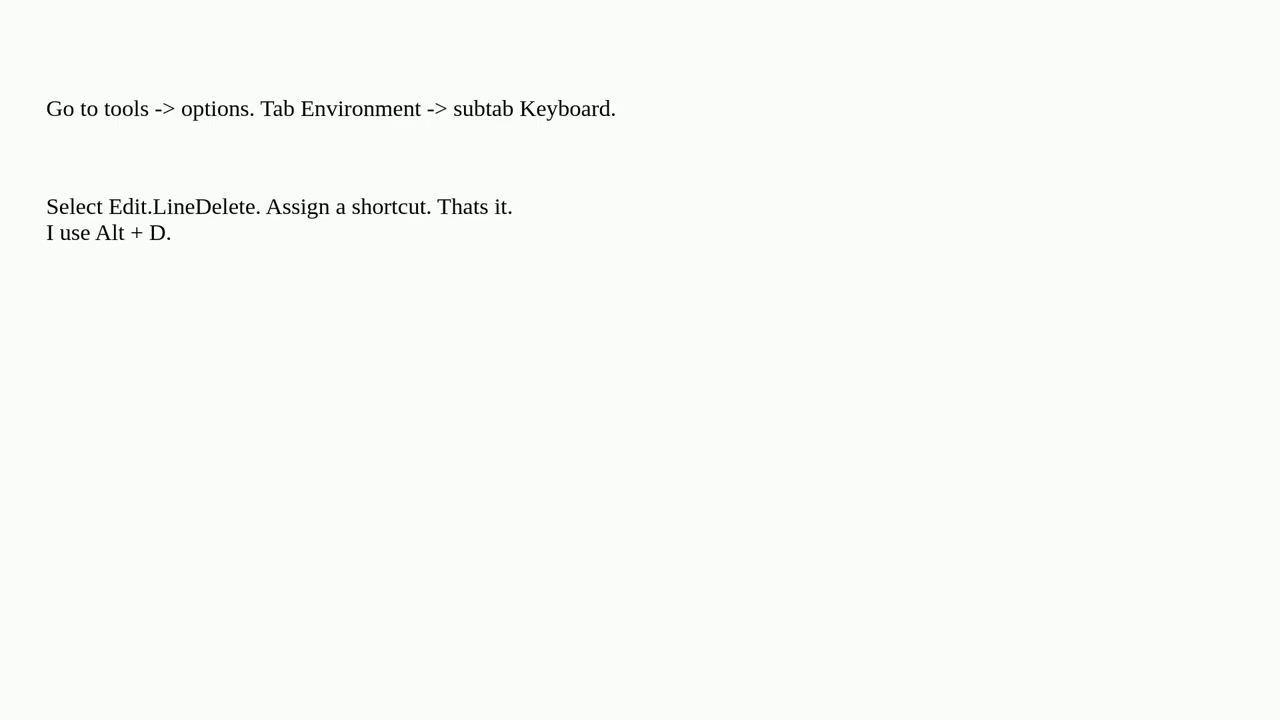 Go to tools -> options. Tab Environment -> subtab Keyboard.
Select Edit.LineDelete. Assign a shortcut. Thats it.
I use Alt + D.